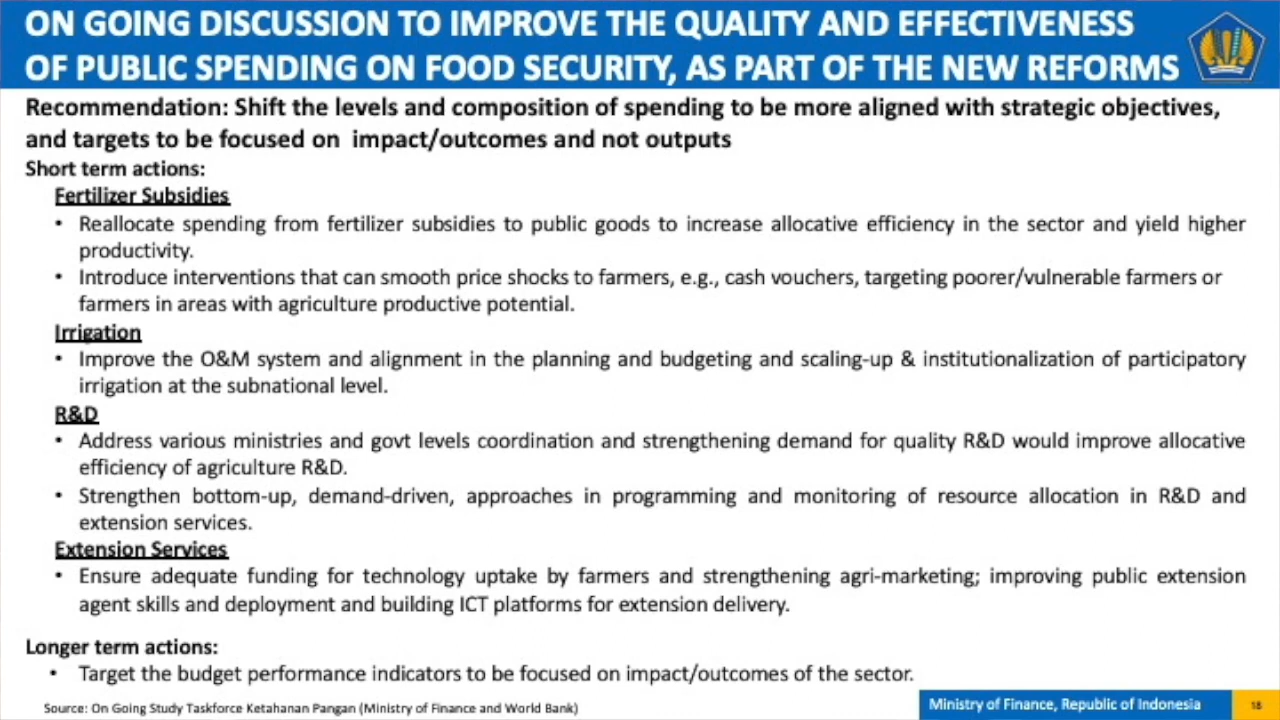 ON GOING DISCUSSION TO IMPROVE THE QUALITY AND EFFECTIVENESS
OF PUBLIC SPENDING ON FOOD SECURITY, AS PART OF THE NEW REFORMS
Recommendation: Shift the levels and composition of spending to be more aligned with strategic objectives,
and targets to be focused on impact/outcomes and not outputs
Short term actions:
Fertilizer Subsidies
• Reallocate spending from fertilizer subsidies to public goods to increase allocative efficiency in the sector and yield higher
productivity.
• Introduce interventions that can smooth price shocks to farmers, e.g., cash vouchers, targeting poorer/vulnerable farmers or
farmers in areas with agriculture productive potential.
Irrigation
• Improve the O&M system and alignment in the planning and budgeting and scaling-up & institutionalization of participatory
irrigation at the subnational level.
R&D
• Address various ministries and govt levels coordination and strengthening demand for quality R&D would improve allocative
efficiency of agriculture R&D.
• Strengthen bottom-up, demand-driven, approaches in programming and monitoring of resource allocation in R&D and
extension services.
Extension Services
• Ensure adequate funding for technology uptake by farmers and strengthening agri-marketing; improving public extension
agent skills and deployment and building ICT platforms for extension delivery.
Longer term actions:
• Target the budget performance indicators to be focused on impact/outcomes of the sector.
Source: On Going Study Taskforce Ketahanan Pangan (Ministry of Finance and World Bank)
Ministry of Finance, Republic of Indonesia
18